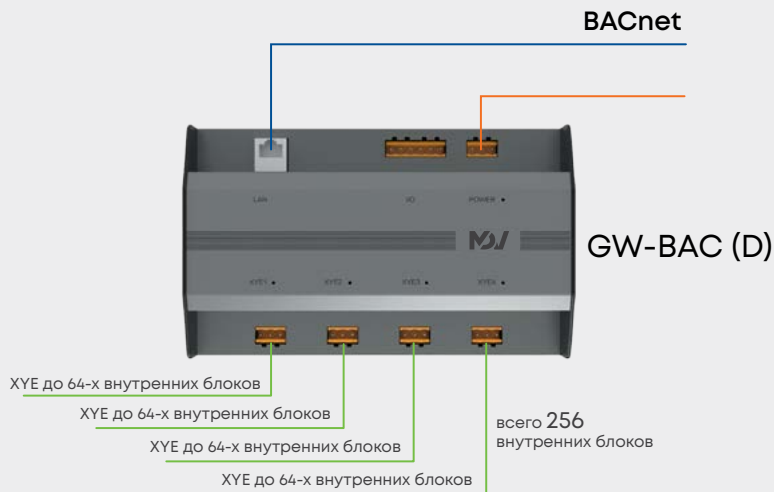 BACnet
LAN
I/O
POWER
MDV
GW-BAC (D)
XYE1
XYE2
XYE3
XYE4
XYE до 64-х внутренних блоков
XYE до 64-х внутренних блоков
XYE до 64-х внутренних блоков
XYE до 64-х внутренних блоков
всего 256
внутренних блоков